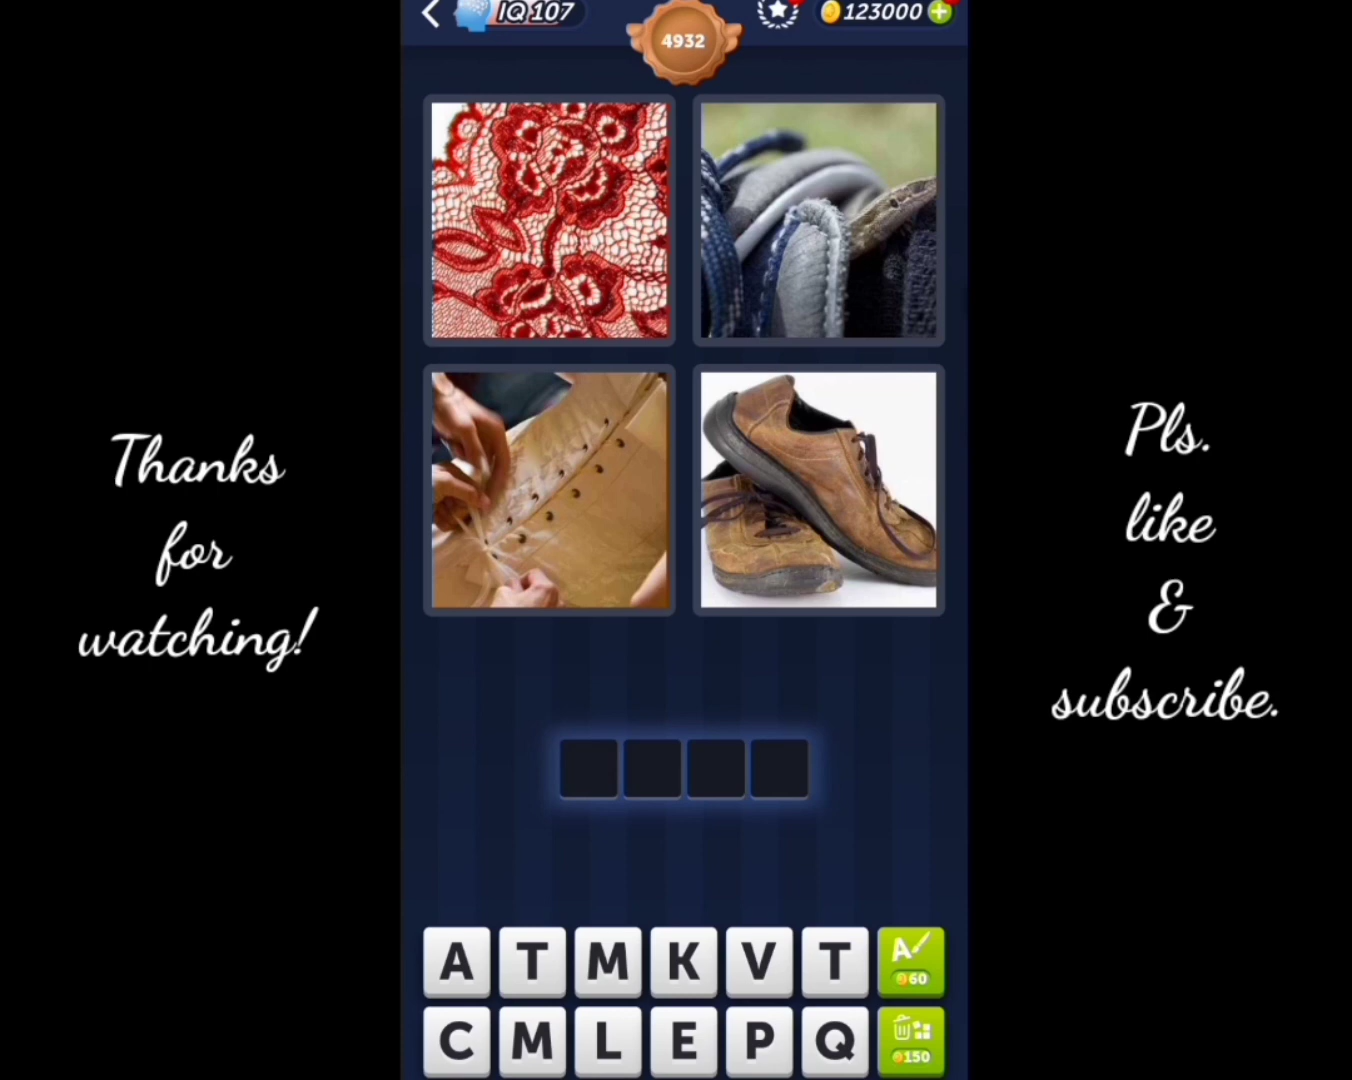 IQ 107
4932
123000
Thanks
for
watching!
Pls.
like
&
subscribe.
A T M K V T
A 60
C M L E P Q
150